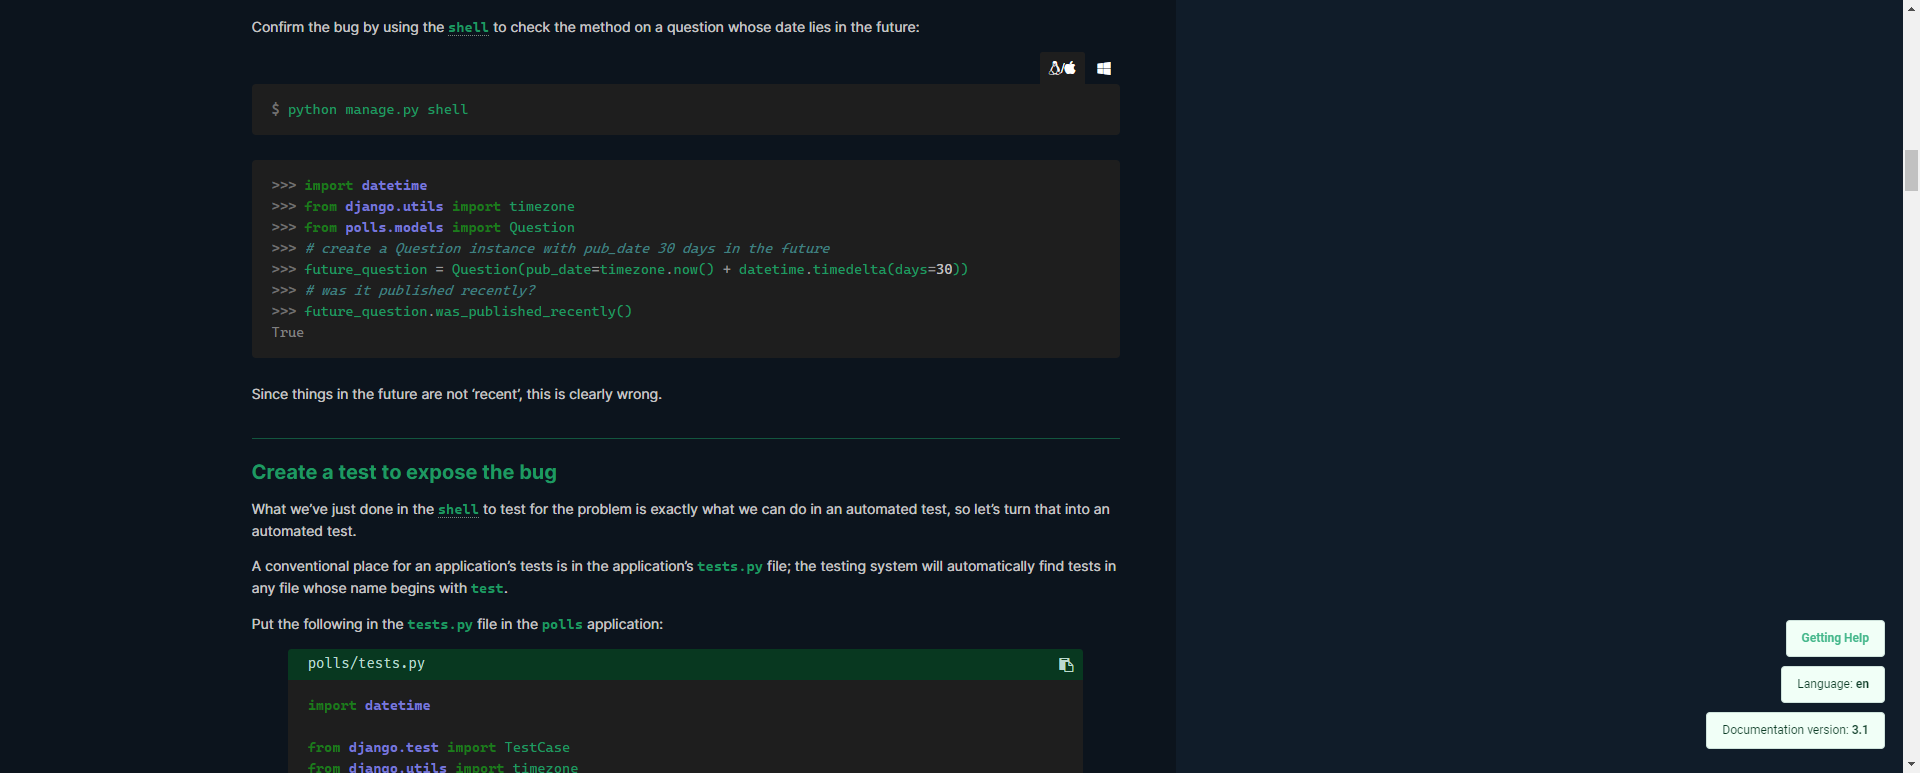 Confirm the bug by using the shell to check the method on a question whose date lies in the future:
/
$ python manage.py shell
>>> import datetime
>>> from django.utils import timezone
>>> from polls.models import Question
>>> # create a Question instance with pub_date 30 days in the future
>>> future_question = Question(pub_date=timezone.now() + datetime.timedelta(days=30))
>>> # was it published recently?
>>> future_question.was_published_recently()
True
Since things in the future are not ‘recent’, this is clearly wrong.
Create a test to expose the bug
What we’ve just done in the shell to test for the problem is exactly what we can do in an automated test, so let’s turn that into an
automated test.
A conventional place for an application’s tests is in the application’s tests.py file; the testing system will automatically find tests in
any file whose name begins with test.
Put the following in the tests.py file in the polls application:
polls/tests.py
import datetime
from django.test import TestCase
from django.utils import timezone
Getting Help
Language: en
Documentation version: 3.1